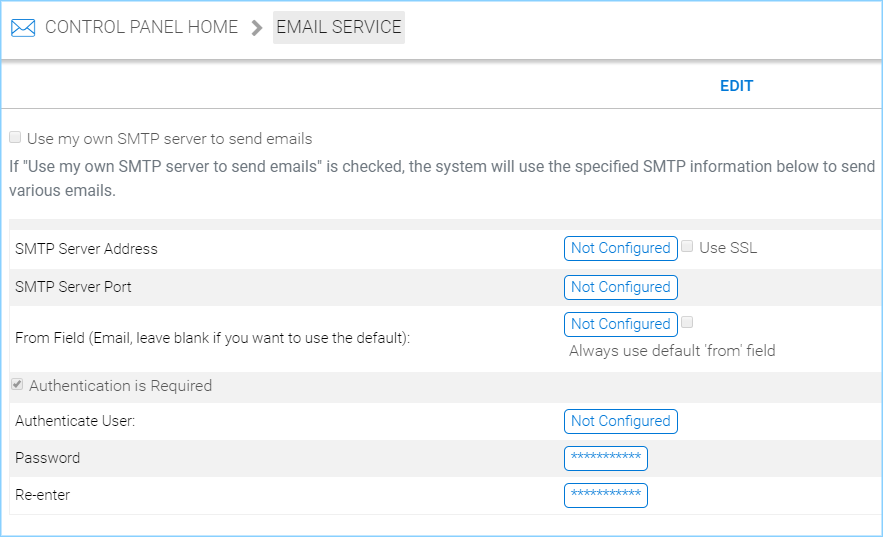 CONTROL PANEL HOME > EMAIL SERVICE
EDIT
Use my own SMTP server to send emails
If "Use my own SMTP server to send emails" is checked, the system will use the specified SMTP information below to send
various emails.
SMTP Server Address Not Configured Use SSL
SMTP Server Port Not Configured
From Field (Email, leave blank if you want to use the default): Not Configured
Always use default 'from' field
Authentication is Required
Authenticate User: Not Configured
Password ***********
Re-enter ***********